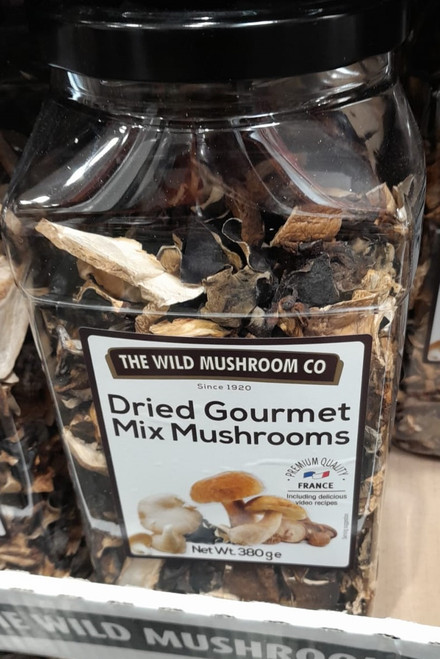 THE WILD MUSHROOM CO
Since 1920
Dried Gourmet
Mix Mushrooms
PREMIUM QUALITY
FRANCE
Including delicious
video recipes
Net Wt. 380g e
THE WILD MUSHROOM